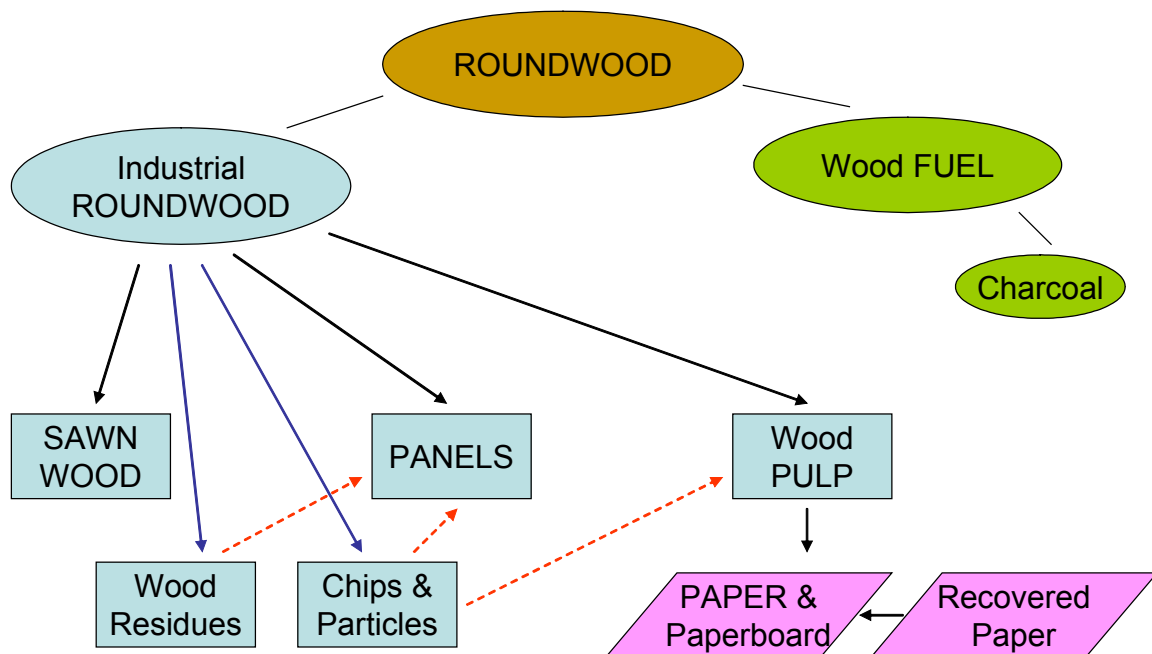 ROUNDWOOD
Industrial
ROUNDWOOD
Wood FUEL
Charcoal
SAWN
WOOD
PANELS
Wood
PULP
Wood
Residues
Chips &
Particles
PAPER &
Paperboard
Recovered
Paper